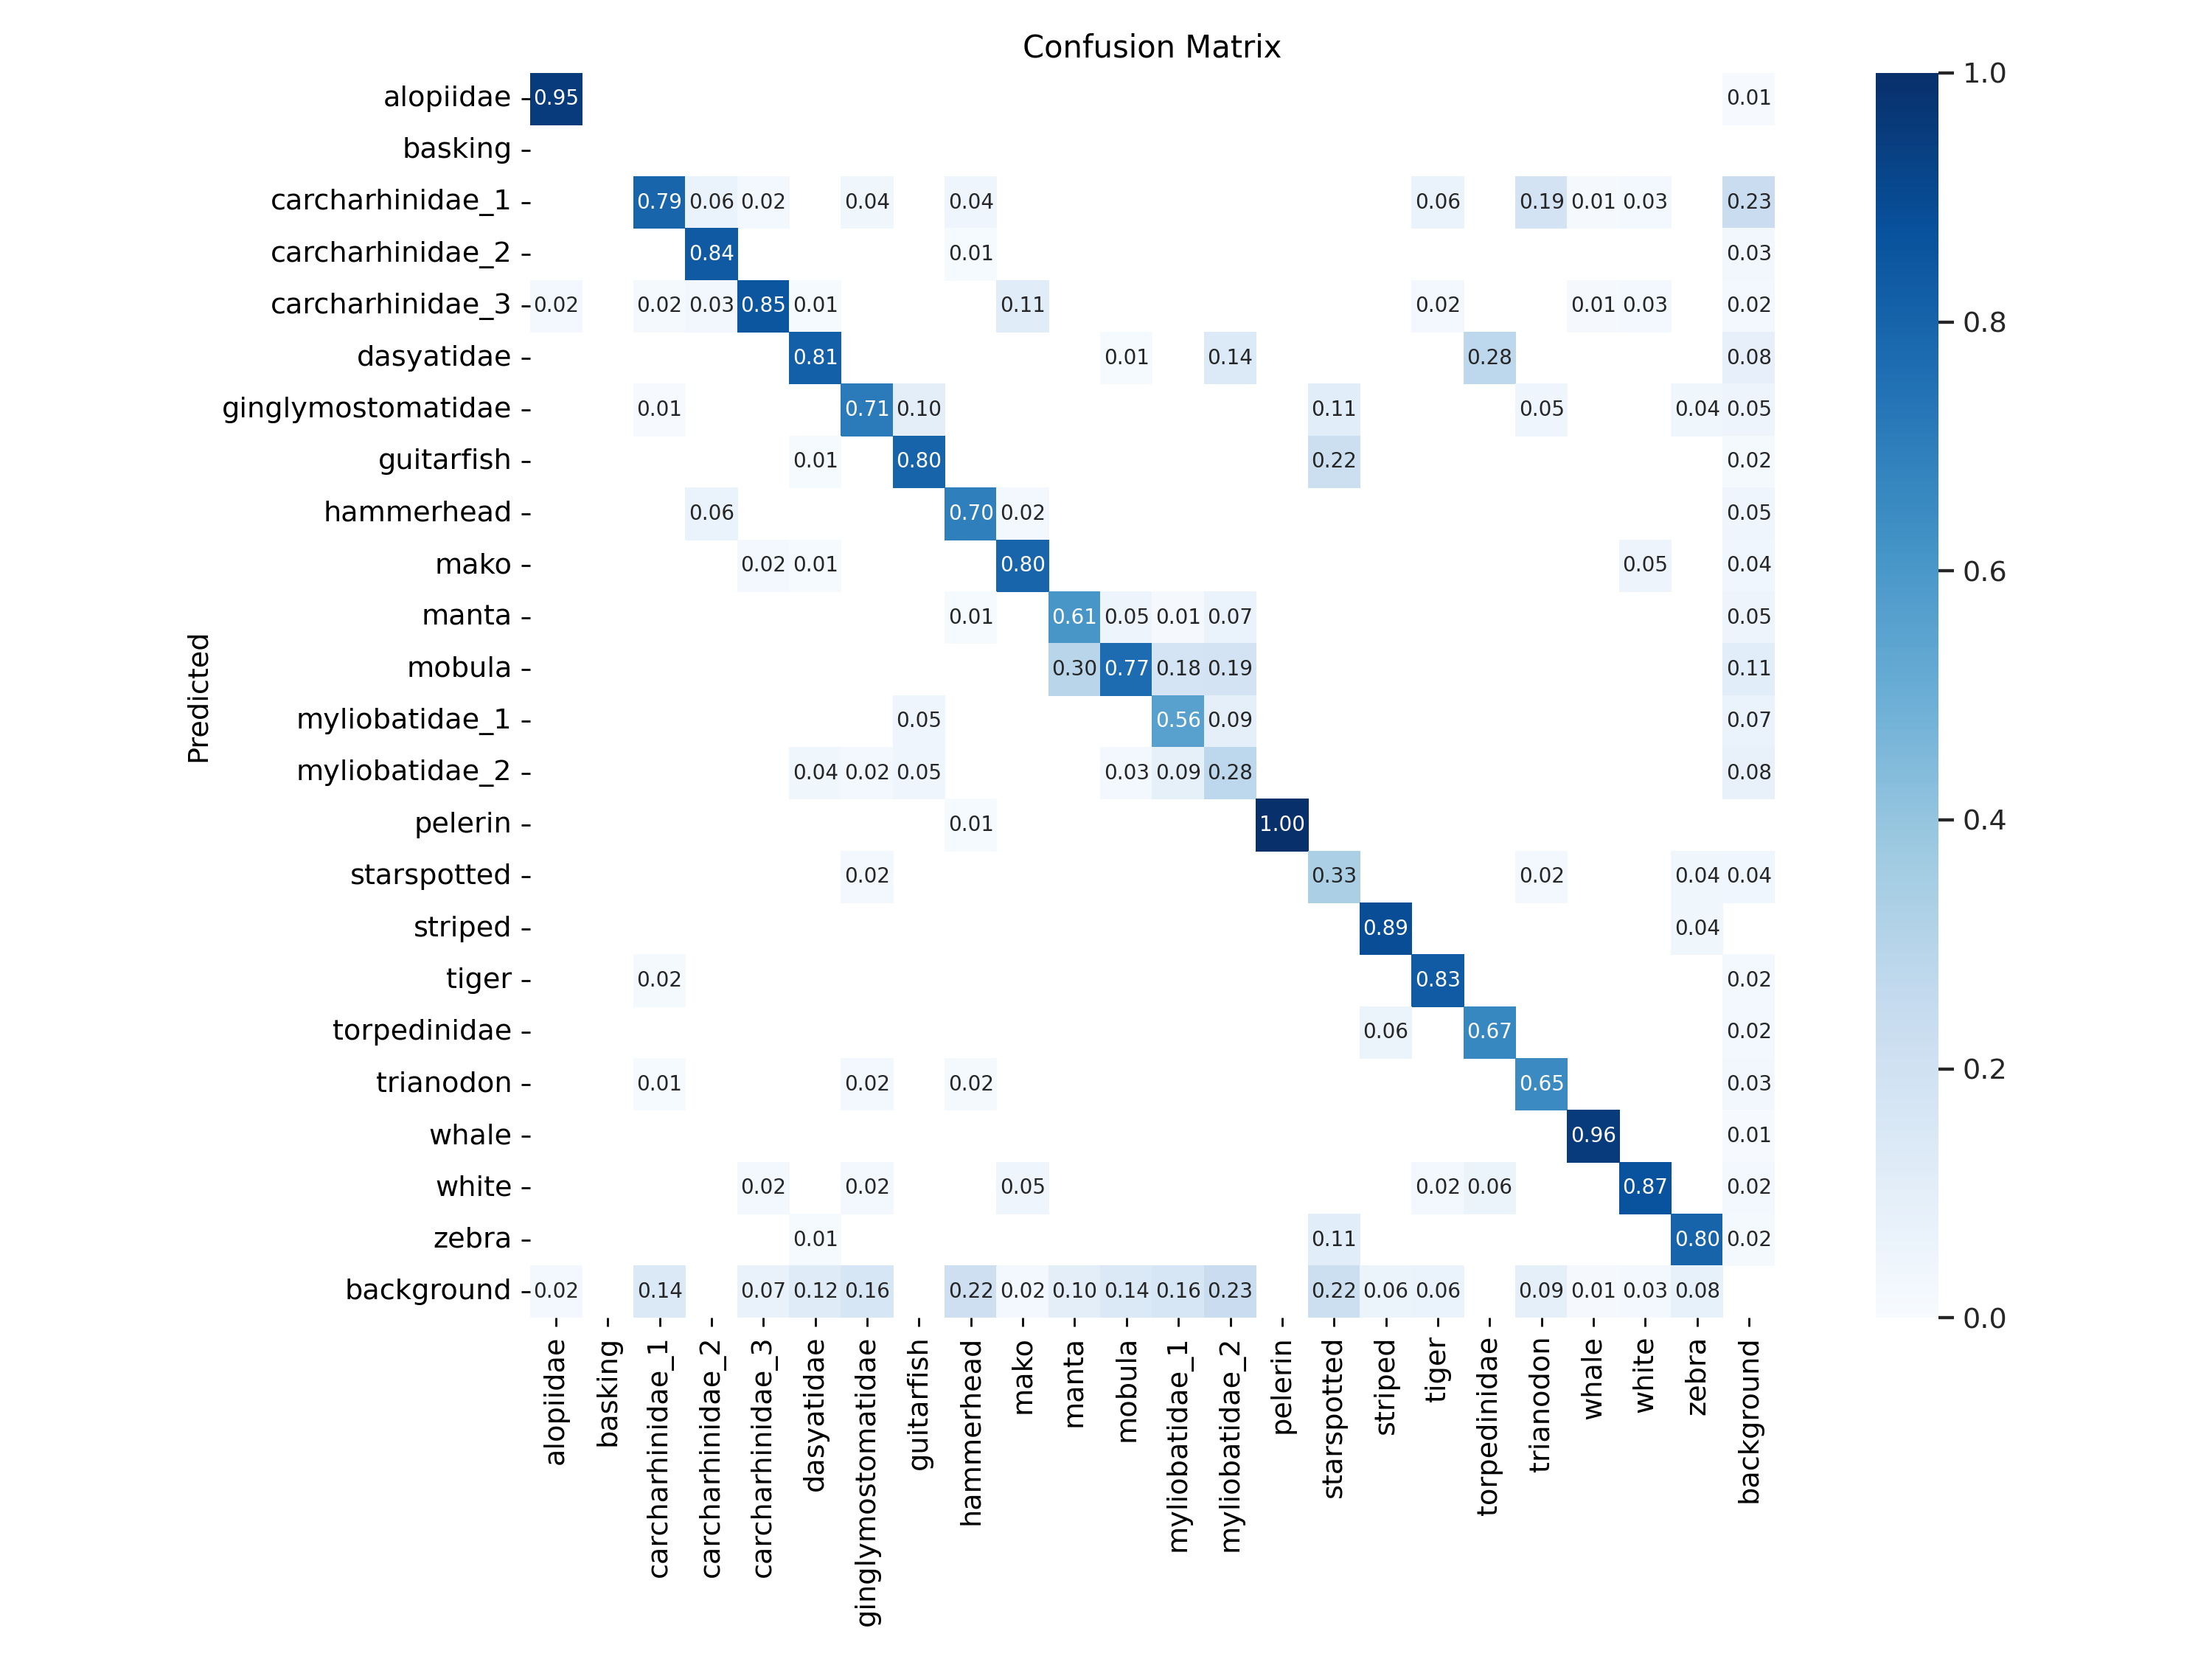 Confusion Matrix
alopiidae 0.95 0.01
basking
carcharhinidae_1 0.79 0.06 0.02 0.04 0.04 0.06 0.19 0.01 0.03 0.23
carcharhinidae_2 0.84 0.01 0.03
carcharhinidae_3 0.02 0.02 0.03 0.85 0.01 0.11 0.02 0.01 0.03 0.02
dasyatidae 0.81 0.01 0.14 0.28 0.08
ginglymostomatidae 0.01 0.71 0.10 0.11 0.05 0.04 0.05
guitarfish 0.01 0.80 0.22 0.02
hammerhead 0.06 0.70 0.02 0.05
mako 0.02 0.01 0.80 0.05 0.04
manta 0.01 0.61 0.05 0.01 0.07 0.05
mobula 0.30 0.77 0.18 0.19 0.11
myliobatidae_1 0.05 0.56 0.09 0.07
myliobatidae_2 0.04 0.02 0.05 0.03 0.09 0.28 0.08
pelerin 0.01 1.00
starspotted 0.02 0.33 0.02 0.04 0.04
striped 0.89 0.04
tiger 0.02 0.83 0.02
torpedinidae 0.06 0.67 0.02
trianodon 0.01 0.02 0.02 0.65 0.03
whale 0.96 0.01
white 0.02 0.02 0.05 0.02 0.06 0.87 0.02
zebra 0.01 0.11 0.80 0.02
background 0.02 0.14 0.07 0.12 0.16 0.22 0.02 0.10 0.14 0.16 0.23 0.22 0.06 0.06 0.09 0.01 0.03 0.08
Predicted
alopiidae
basking
carcharhinidae_1
carcharhinidae_2
carcharhinidae_3
dasyatidae
ginglymostomatidae
guitarfish
hammerhead
mako
manta
mobula
myliobatidae_1
myliobatidae_2
pelerin
starspotted
striped
tiger
torpedinidae
trianodon
whale
white
zebra
background
1.0
0.8
0.6
0.4
0.2
0.0